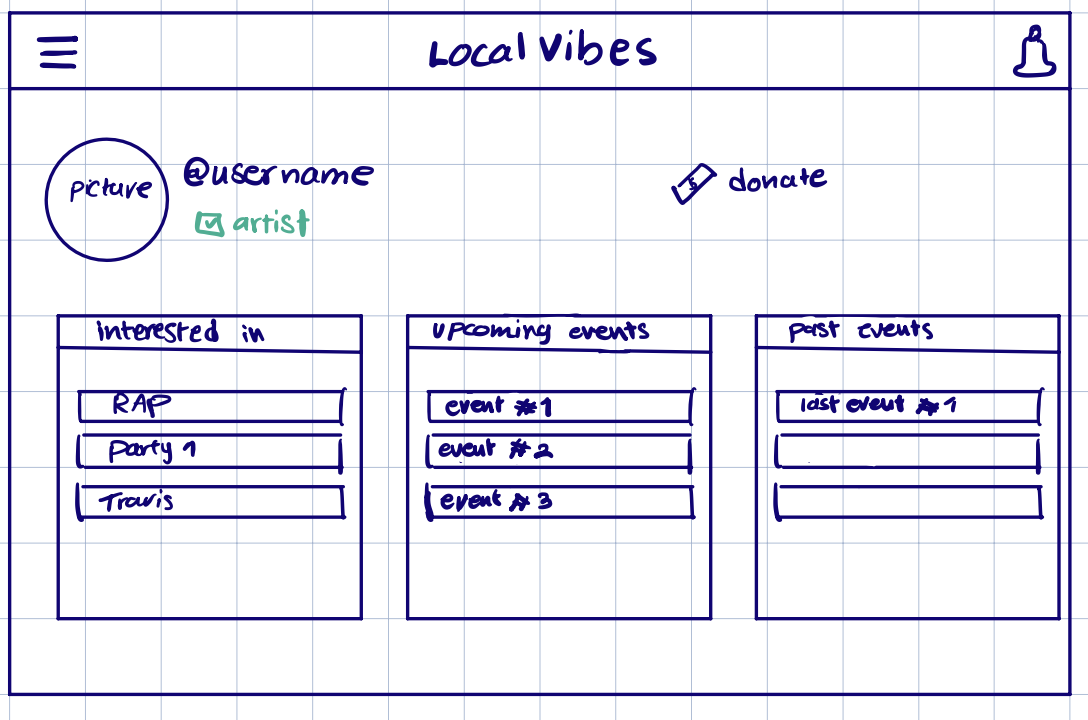 Local Vibes
picture
@username
artist
$ donate
interested in
RAP
Party 1
Travis
upcoming events
event #1
event #2
event #3
past events
last event #1